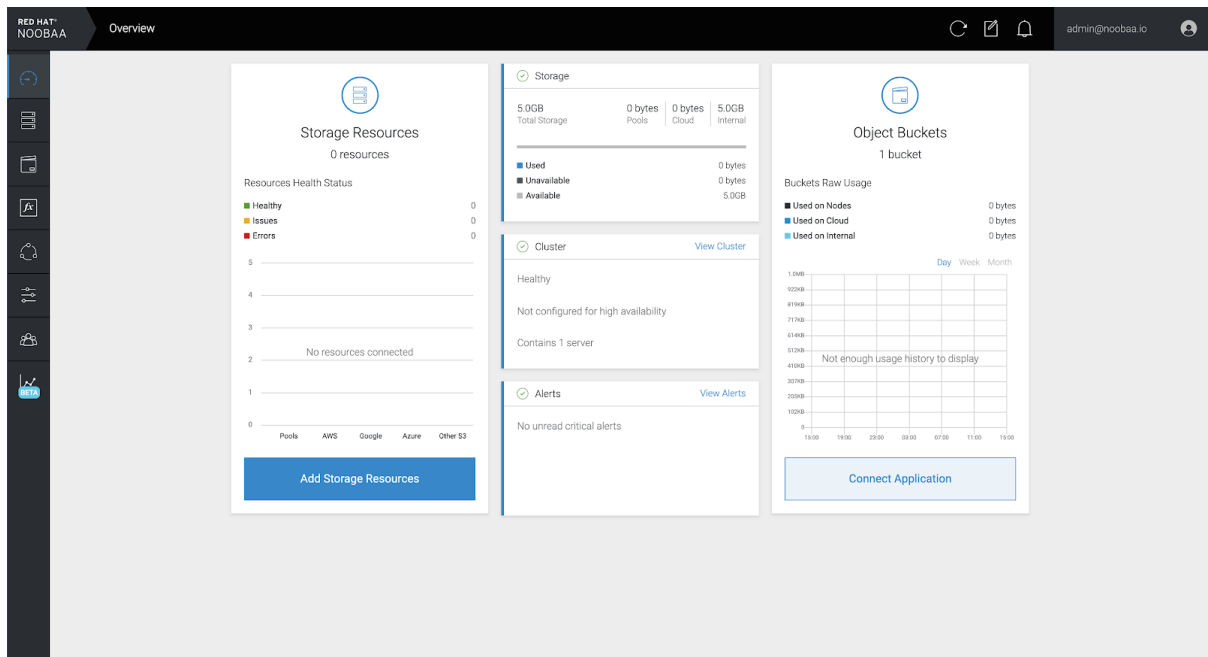 RED HAT®
NOOBAA
Overview
admin@noobaa.io
BETA
Storage Resources
0 resources
Resources Health Status
Healthy 0
Issues 0
Errors 0
5
4
3
2
1
0
No resources connected
Pools AWS Google Azure Other S3
Add Storage Resources
Storage
5.0GB 0 bytes 0 bytes 5.0GB
Total Storage Pools Cloud Internal
Used 0 bytes
Unavailable 0 bytes
Available 5.0GB
Cluster View Cluster
Healthy
Not configured for high availability
Contains 1 server
Alerts View Alerts
No unread critical alerts
Object Buckets
1 bucket
Buckets Raw Usage
Used on Nodes 0 bytes
Used on Cloud 0 bytes
Used on Internal 0 bytes
Day Week Month
1.0MB
922KB
819KB
717KB
614KB
512KB
410KB
307KB
205KB
102KB
0
Not enough usage history to display
15:00 19:00 23:00 03:00 07:00 11:00 15:00
Connect Application